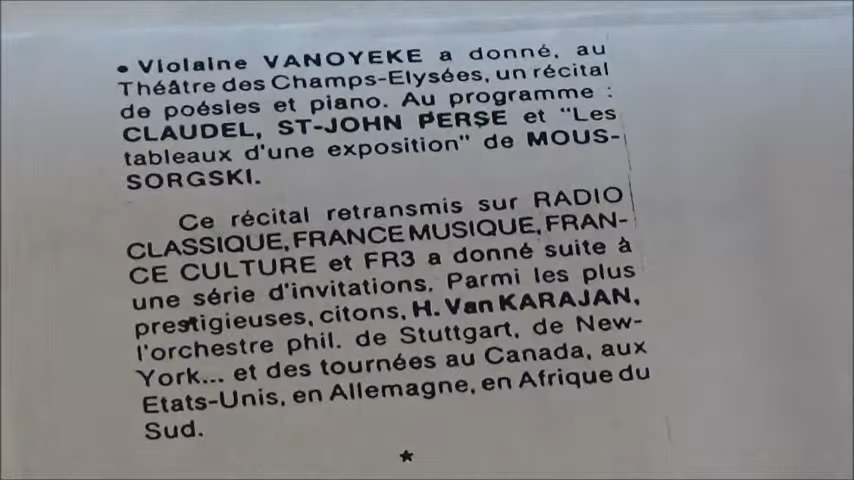 • Violaine VANOYEKE a donné, au
Théâtre des Champs-Elysées, un récital
de poésies et piano. Au programme :
CLAUDEL, ST-JOHN PERSE et "Les
tableaux d'une exposition" de MOUS-
SORGSKI.
Ce récital retransmis sur RADIO
CLASSIQUE, FRANCE MUSIQUE, FRAN-
CE CULTURE et FR3 a donné suite à
une série d'invitations. Parmi les plus
prestigieuses, citons, H. Van KARAJAN,
l'orchestre phil. de Stuttgart, de New-
York... et des tournées au Canada, aux
Etats-Unis, en Allemagne, en Afrique du
Sud.
*